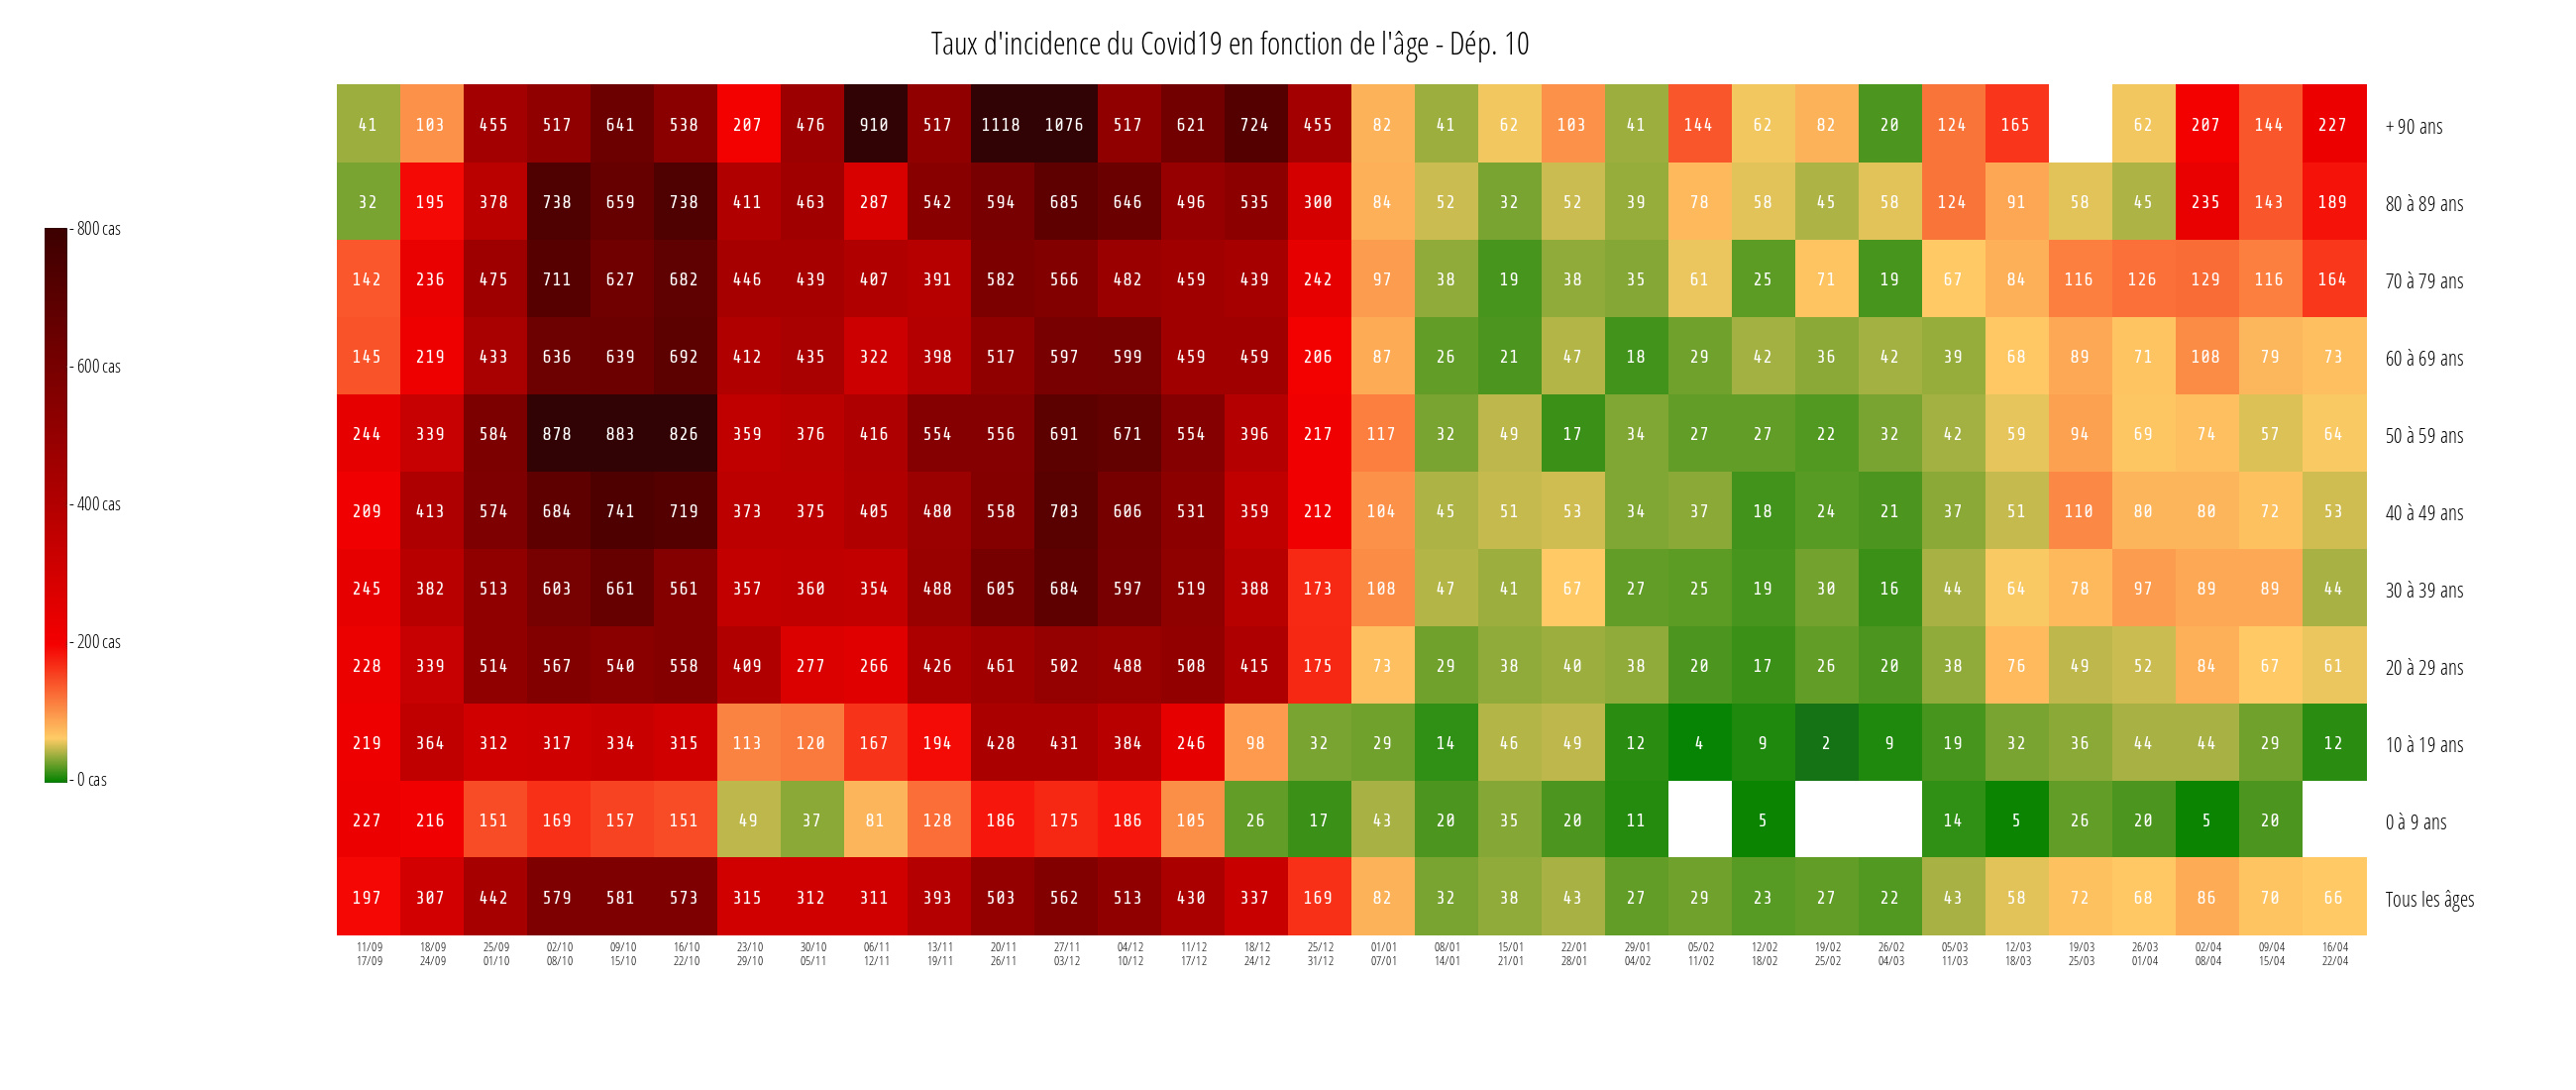 Taux d'incidence du Covid19 en fonction de l'âge - Dép. 10
- 800 cas
- 600 cas
- 400 cas
- 200 cas
- 0 cas
41 103 455 517 641 538 207 476 910 517 1118 1076 517 621 724 455 82 41 62 103 41 144 62 82 20 124 165 62 207 144 227 + 90 ans
32 195 378 738 659 738 411 463 287 542 594 685 646 496 535 300 84 52 32 52 39 78 58 45 58 124 91 58 45 235 143 189 80 à 89 ans
142 236 475 711 627 682 446 439 407 391 582 566 482 459 439 242 97 38 19 38 35 61 25 71 19 67 84 116 126 129 116 164 70 à 79 ans
145 219 433 636 639 692 412 435 322 398 517 597 599 459 459 206 87 26 21 47 18 29 42 36 42 39 68 89 71 108 79 73 60 à 69 ans
244 339 584 878 883 826 359 376 416 554 556 691 671 554 396 217 117 32 49 17 34 27 27 22 32 42 59 94 69 74 57 64 50 à 59 ans
209 413 574 684 741 719 373 375 405 480 558 703 606 531 359 212 104 45 51 53 34 37 18 24 21 37 51 110 80 80 72 53 40 à 49 ans
245 382 513 603 661 561 357 360 354 488 605 684 597 519 388 173 108 47 41 67 27 25 19 30 16 44 64 78 97 89 89 44 30 à 39 ans
228 339 514 567 540 558 409 277 266 426 461 502 488 508 415 175 73 29 38 40 38 20 17 26 20 38 76 49 52 84 67 61 20 à 29 ans
219 364 312 317 334 315 113 120 167 194 428 431 384 246 98 32 29 14 46 49 12 4 9 2 9 19 32 36 44 44 29 12 10 à 19 ans
227 216 151 169 157 151 49 37 81 128 186 175 186 105 26 17 43 20 35 20 11 5 14 5 26 20 5 20 0 à 9 ans
197 307 442 579 581 573 315 312 311 393 503 562 513 430 337 169 82 32 38 43 27 29 23 27 22 43 58 72 68 86 70 66 Tous les âges
11/09 18/09 25/09 02/10 09/10 16/10 23/10 30/10 06/11 13/11 20/11 27/11 04/12 11/12 18/12 25/12 01/01 08/01 15/01 22/01 29/01 05/02 12/02 19/02 26/02 05/03 12/03 19/03 26/03 02/04 09/04 16/04
17/09 24/09 01/10 08/10 15/10 22/10 29/10 05/11 12/11 19/11 26/11 03/12 10/12 17/12 24/12 31/12 07/01 14/01 21/01 28/01 04/02 11/02 18/02 25/02 04/03 11/03 18/03 25/03 01/04 08/04 15/04 22/04